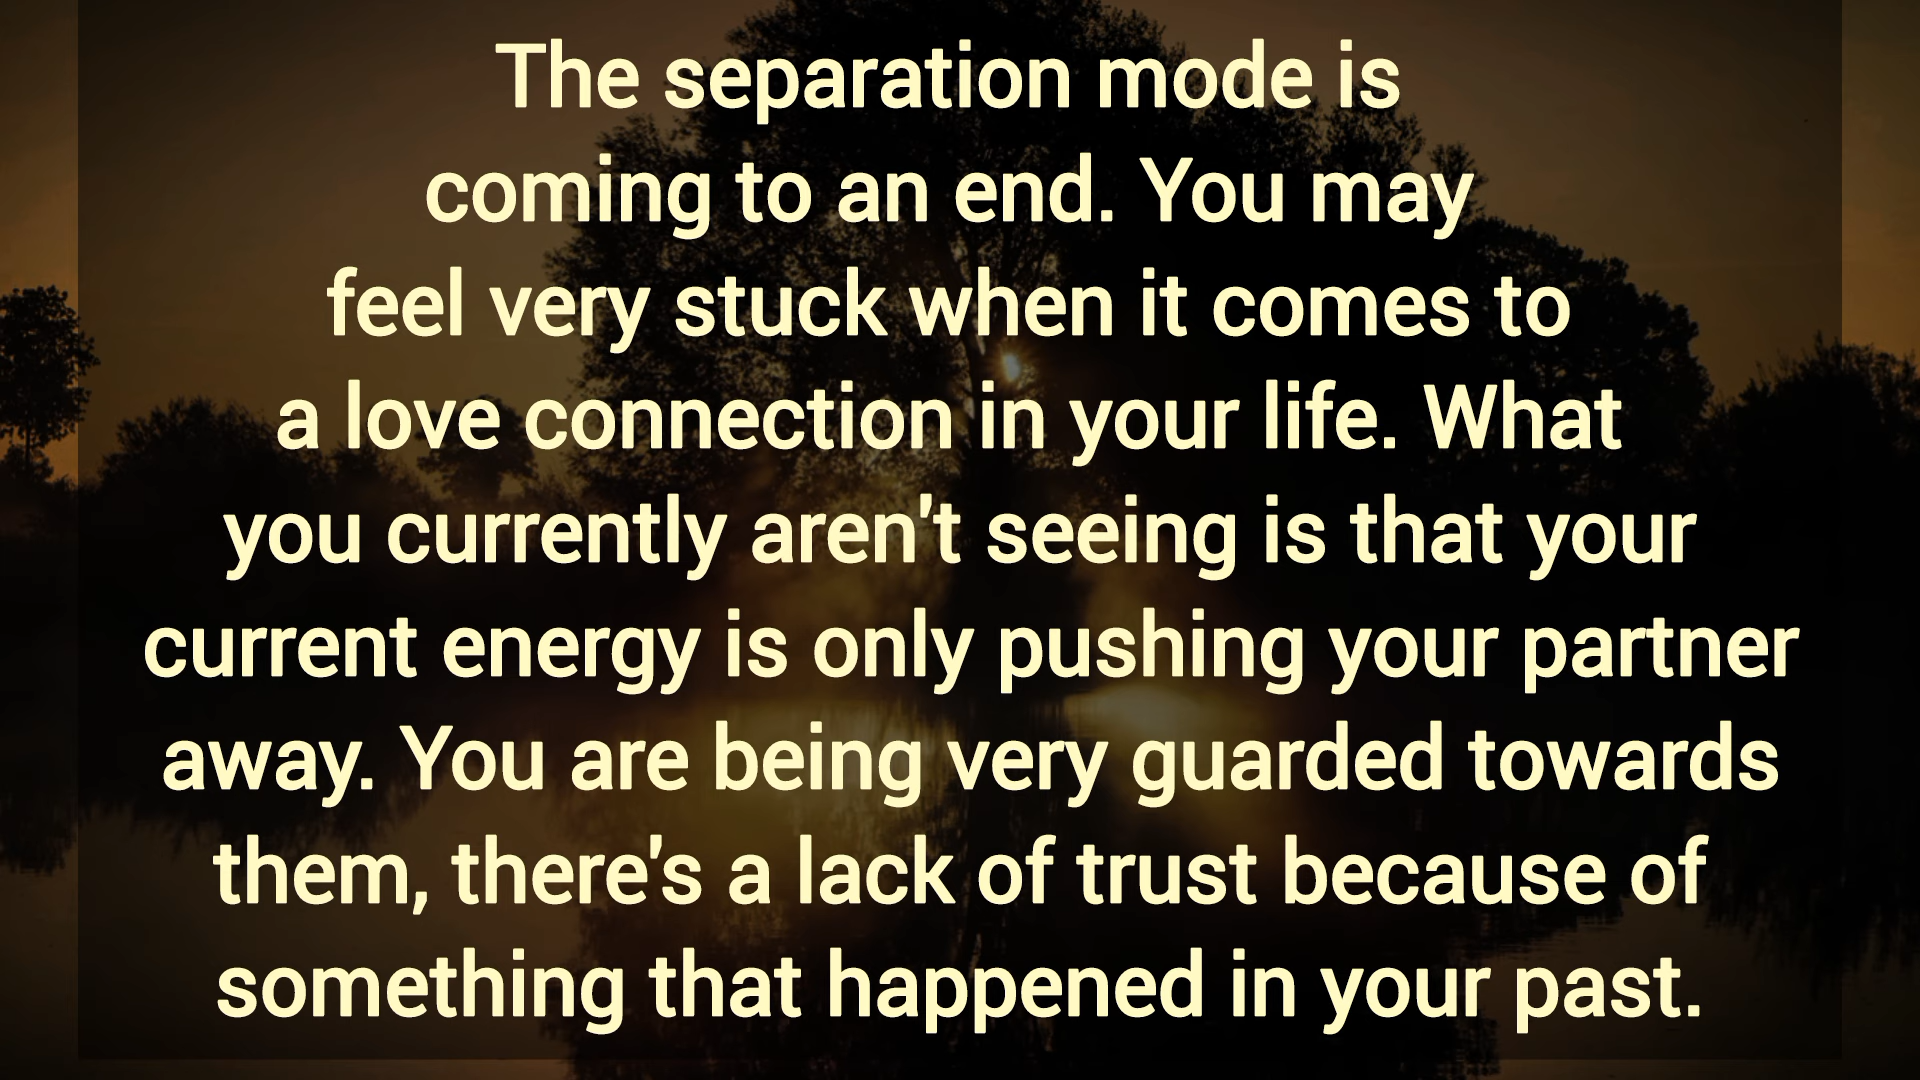 The separation mode is
coming to an end. You may
feel very stuck when it comes to
a love connection in your life. What
you currently aren't seeing is that your
current energy is only pushing your partner
away. You are being very guarded towards
them, there's a lack of trust because of
something that happened in your past.